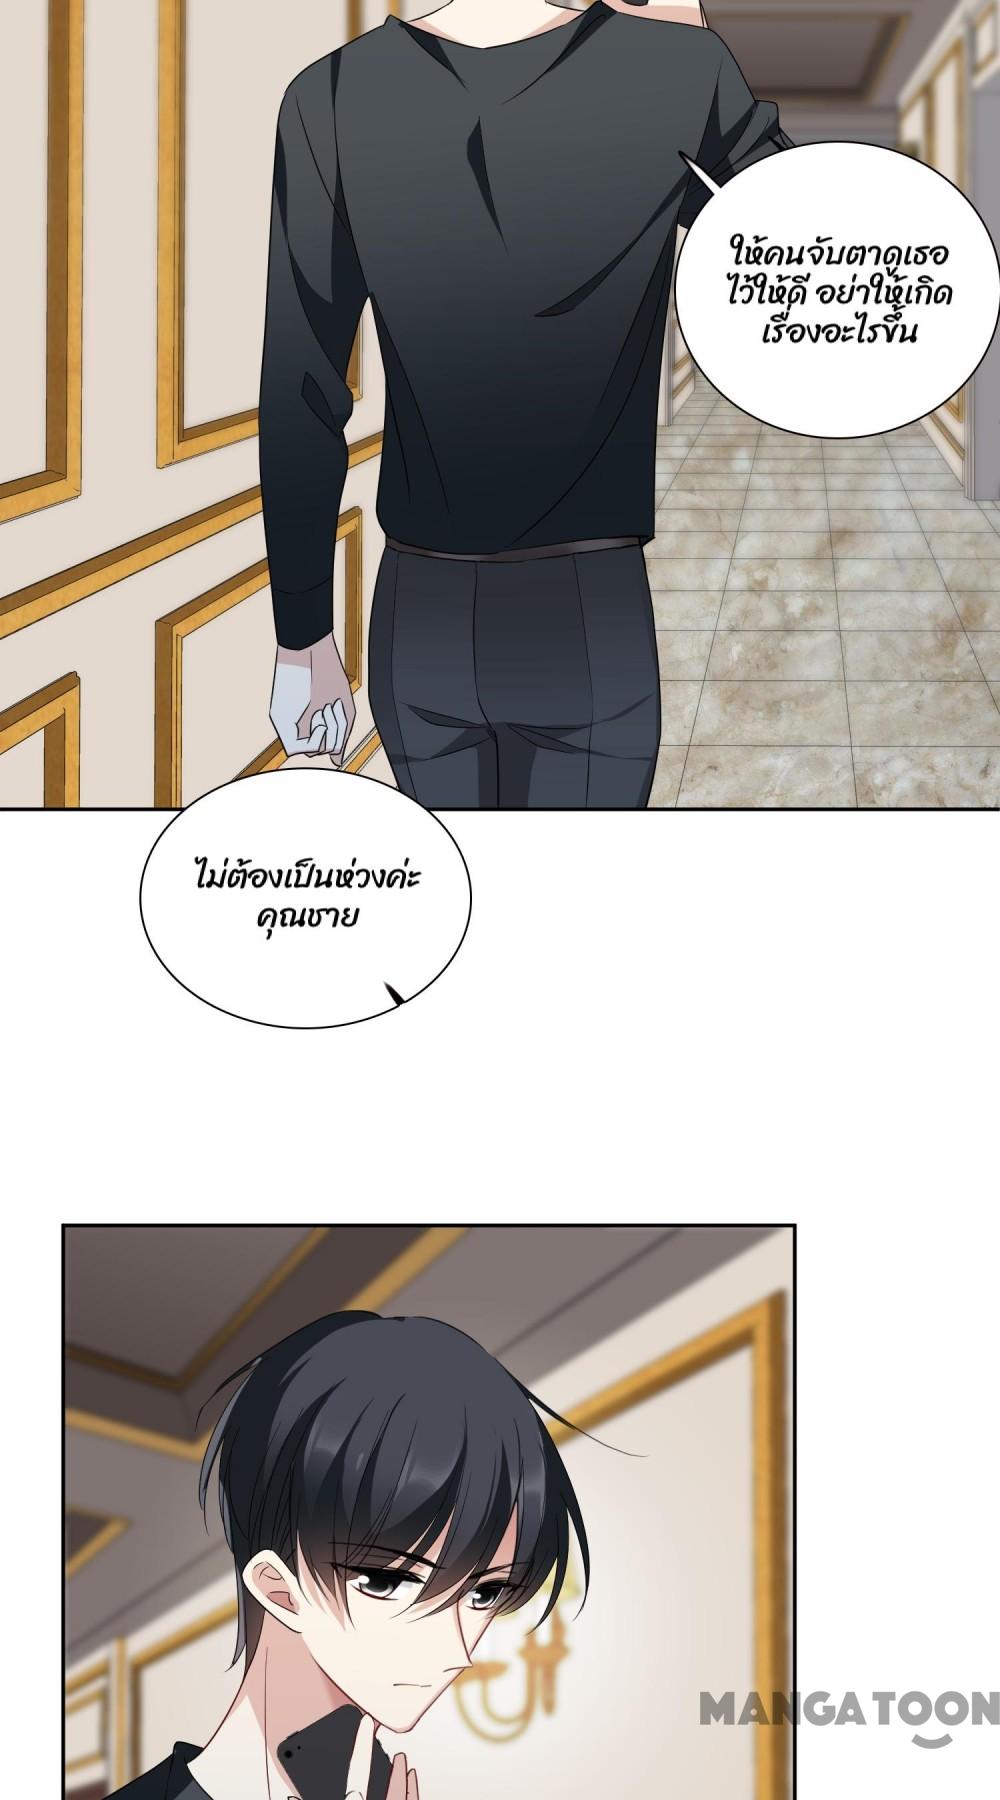 ให้คนจับตาดูเธอ
ไว้ให้ดี อย่าให้เกิด
เรื่องอะไรขึ้น
ไม่ต้องเป็นห่วงค่ะ
คุณชาย
MANGATOON